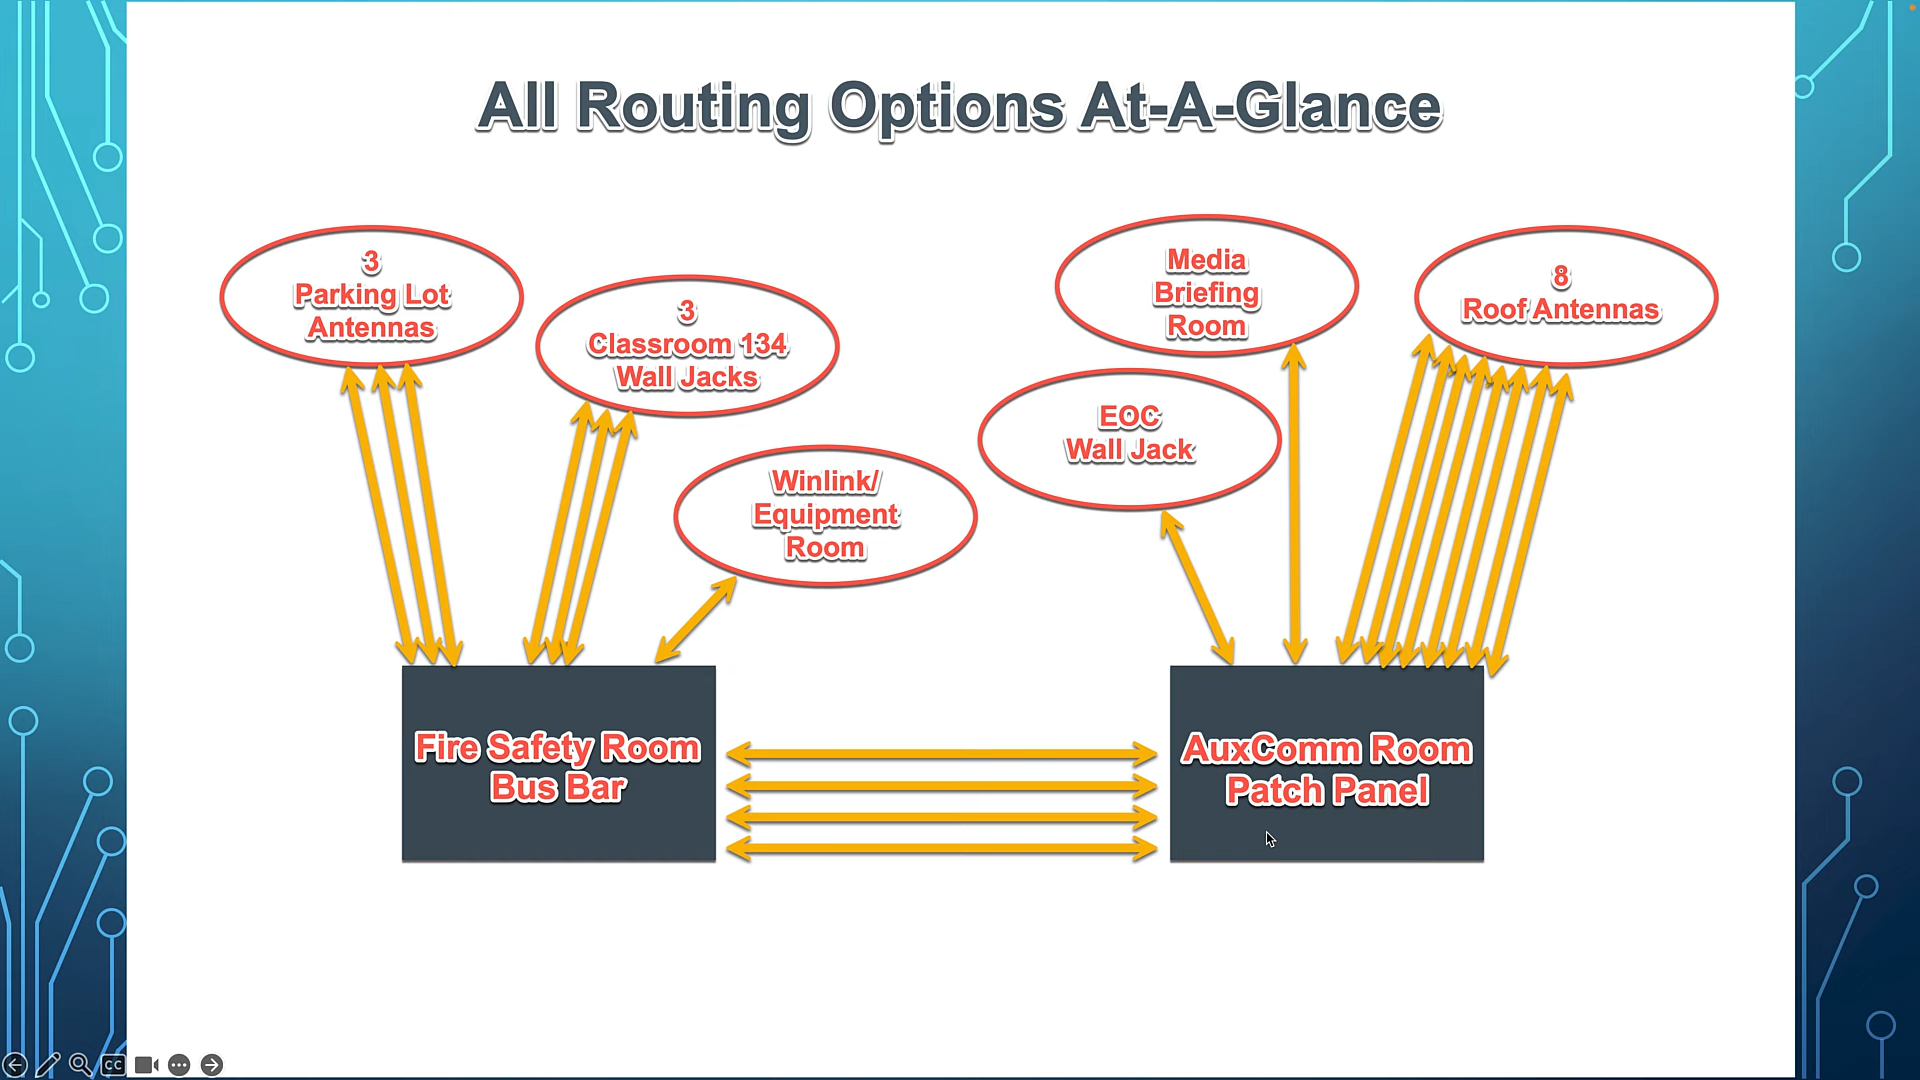 All Routing Options At-A-Glance
3
Parking Lot
Antennas
3
Classroom 134
Wall Jacks
Winlink/
Equipment
Room
Media
Briefing
Room
EOC
Wall Jack
8
Roof Antennas
Fire Safety Room
Bus Bar
AuxComm Room
Patch Panel
CC